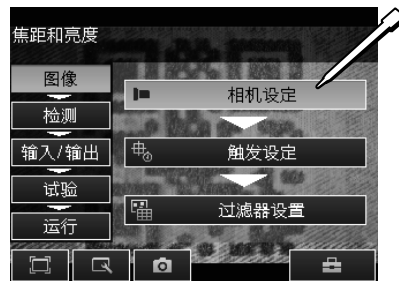 焦距和亮度
图像
检测
输入/输出
试验
运行
相机设定
触发设定
过滤器设置